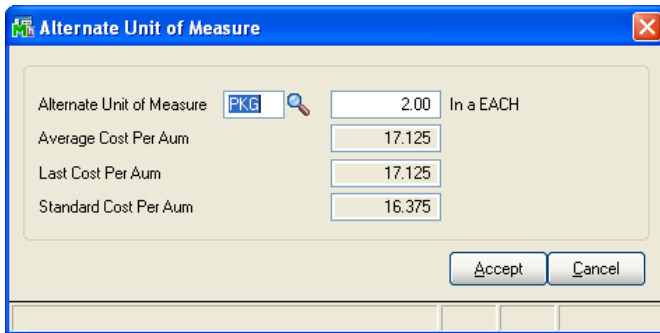 Alternate Unit of Measure
Alternate Unit of Measure PKG 2.00 In a EACH
Average Cost Per Aum 17.125
Last Cost Per Aum 17.125
Standard Cost Per Aum 16.375
Accept Cancel